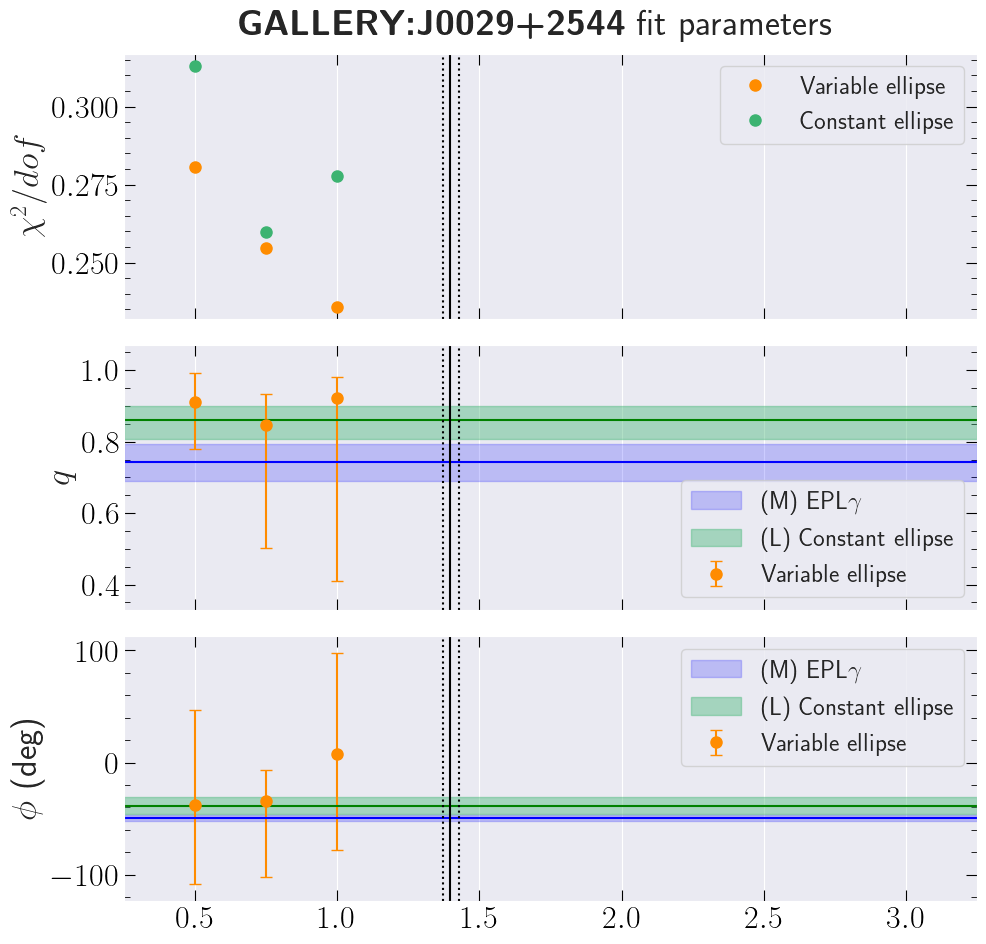 GALLERY:J0029+2544 fit parameters
χ²/dof
0.300
0.275
0.250
Variable ellipse
Constant ellipse
q
1.0
0.8
0.6
0.4
(M) EPLγ
(L) Constant ellipse
Variable ellipse
ϕ (deg)
100
0
−100
(M) EPLγ
(L) Constant ellipse
Variable ellipse
0.5 1.0 1.5 2.0 2.5 3.0